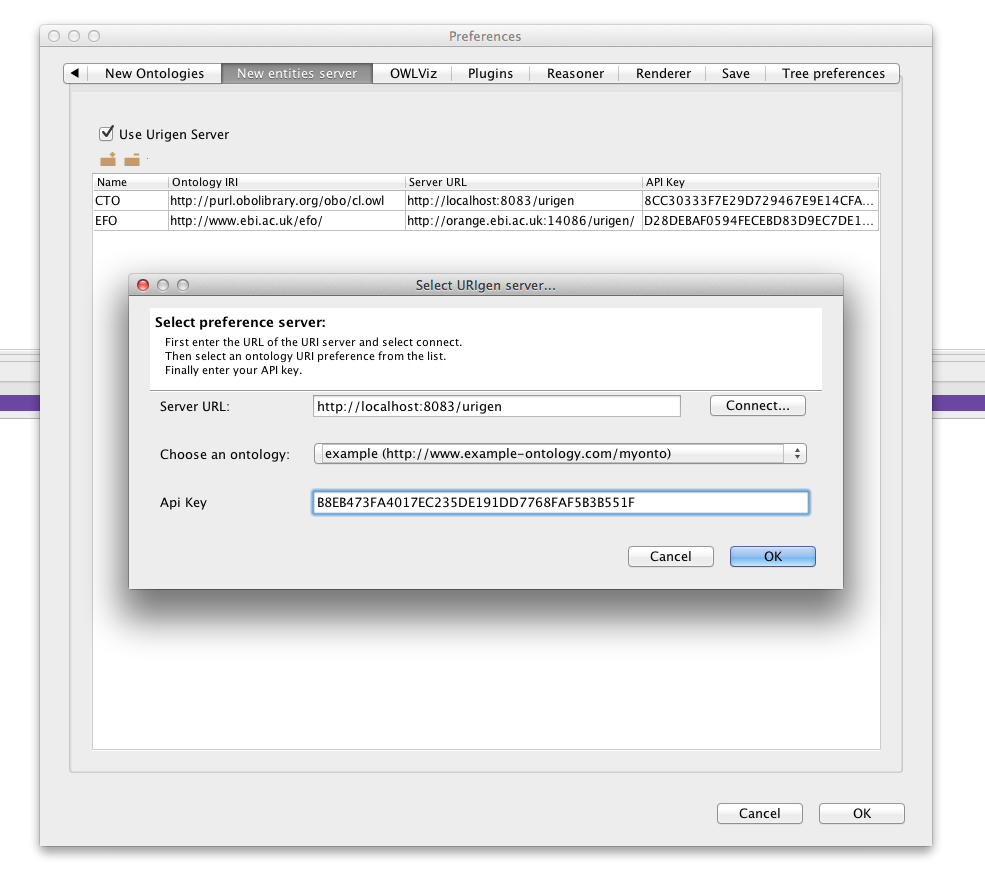 Preferences
New Ontologies New entities server OWLViz Plugins Reasoner Renderer Save Tree preferences
Use Urigen Server
Name Ontology IRI Server URL API Key
CTO http://purl.obolibrary.org/obo/cl.owl http://localhost:8083/urigen 8CC30333F7E29D729467E9E14CFA...
EFO http://www.ebi.ac.uk/efo/ http://orange.ebi.ac.uk:14086/urigen/ D28DEBAF0594FECEBD83D9EC7DE1...
Select URIgen server...
Select preference server:
First enter the URL of the URI server and select connect.
Then select an ontology URI preference from the list.
Finally enter your API key.
Server URL: http://localhost:8083/urigen Connect...
Choose an ontology: example (http://www.example-ontology.com/myonto)
Api Key B8EB473FA4017EC235DE191DD7768FAF5B3B551F
Cancel OK
Cancel OK